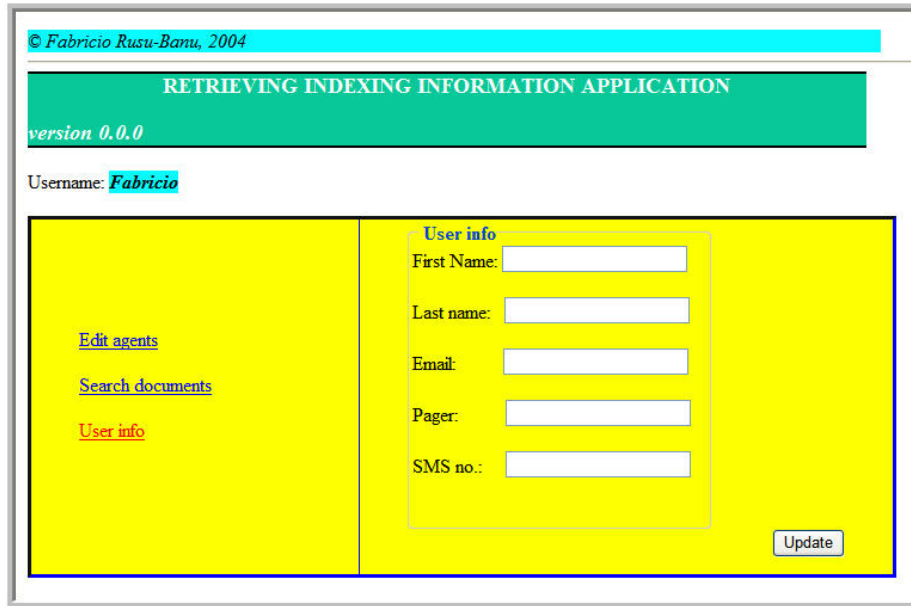 © Fabricio Rusu-Banu, 2004
RETRIEVING INDEXING INFORMATION APPLICATION
version 0.0.0
Username: Fabricio
Edit agents
Search documents
User info
User info
First Name:
Last name:
Email:
Pager:
SMS no.:
Update